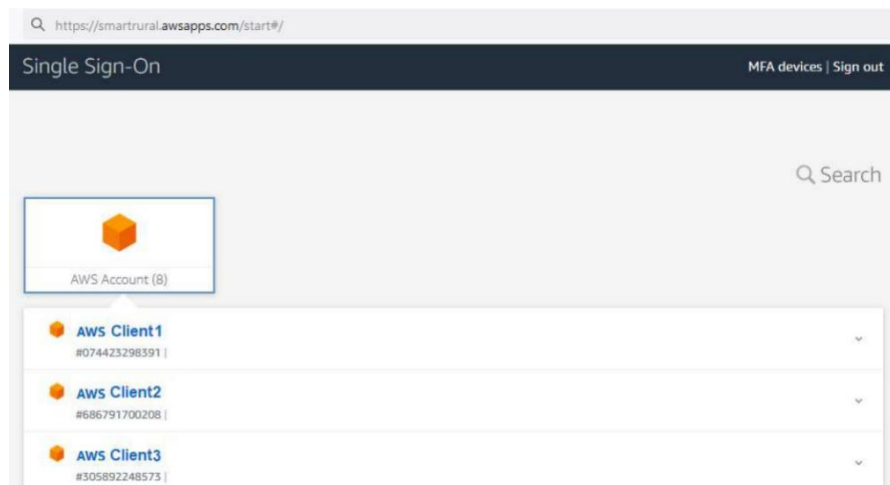 https://smartrural.awsapps.com/start#/
Single Sign-On
MFA devices | Sign out
Search
AWS Account (8)
AWS Client1
#074423298391 |
AWS Client2
#686791700208 |
AWS Client3
#305892248573 |